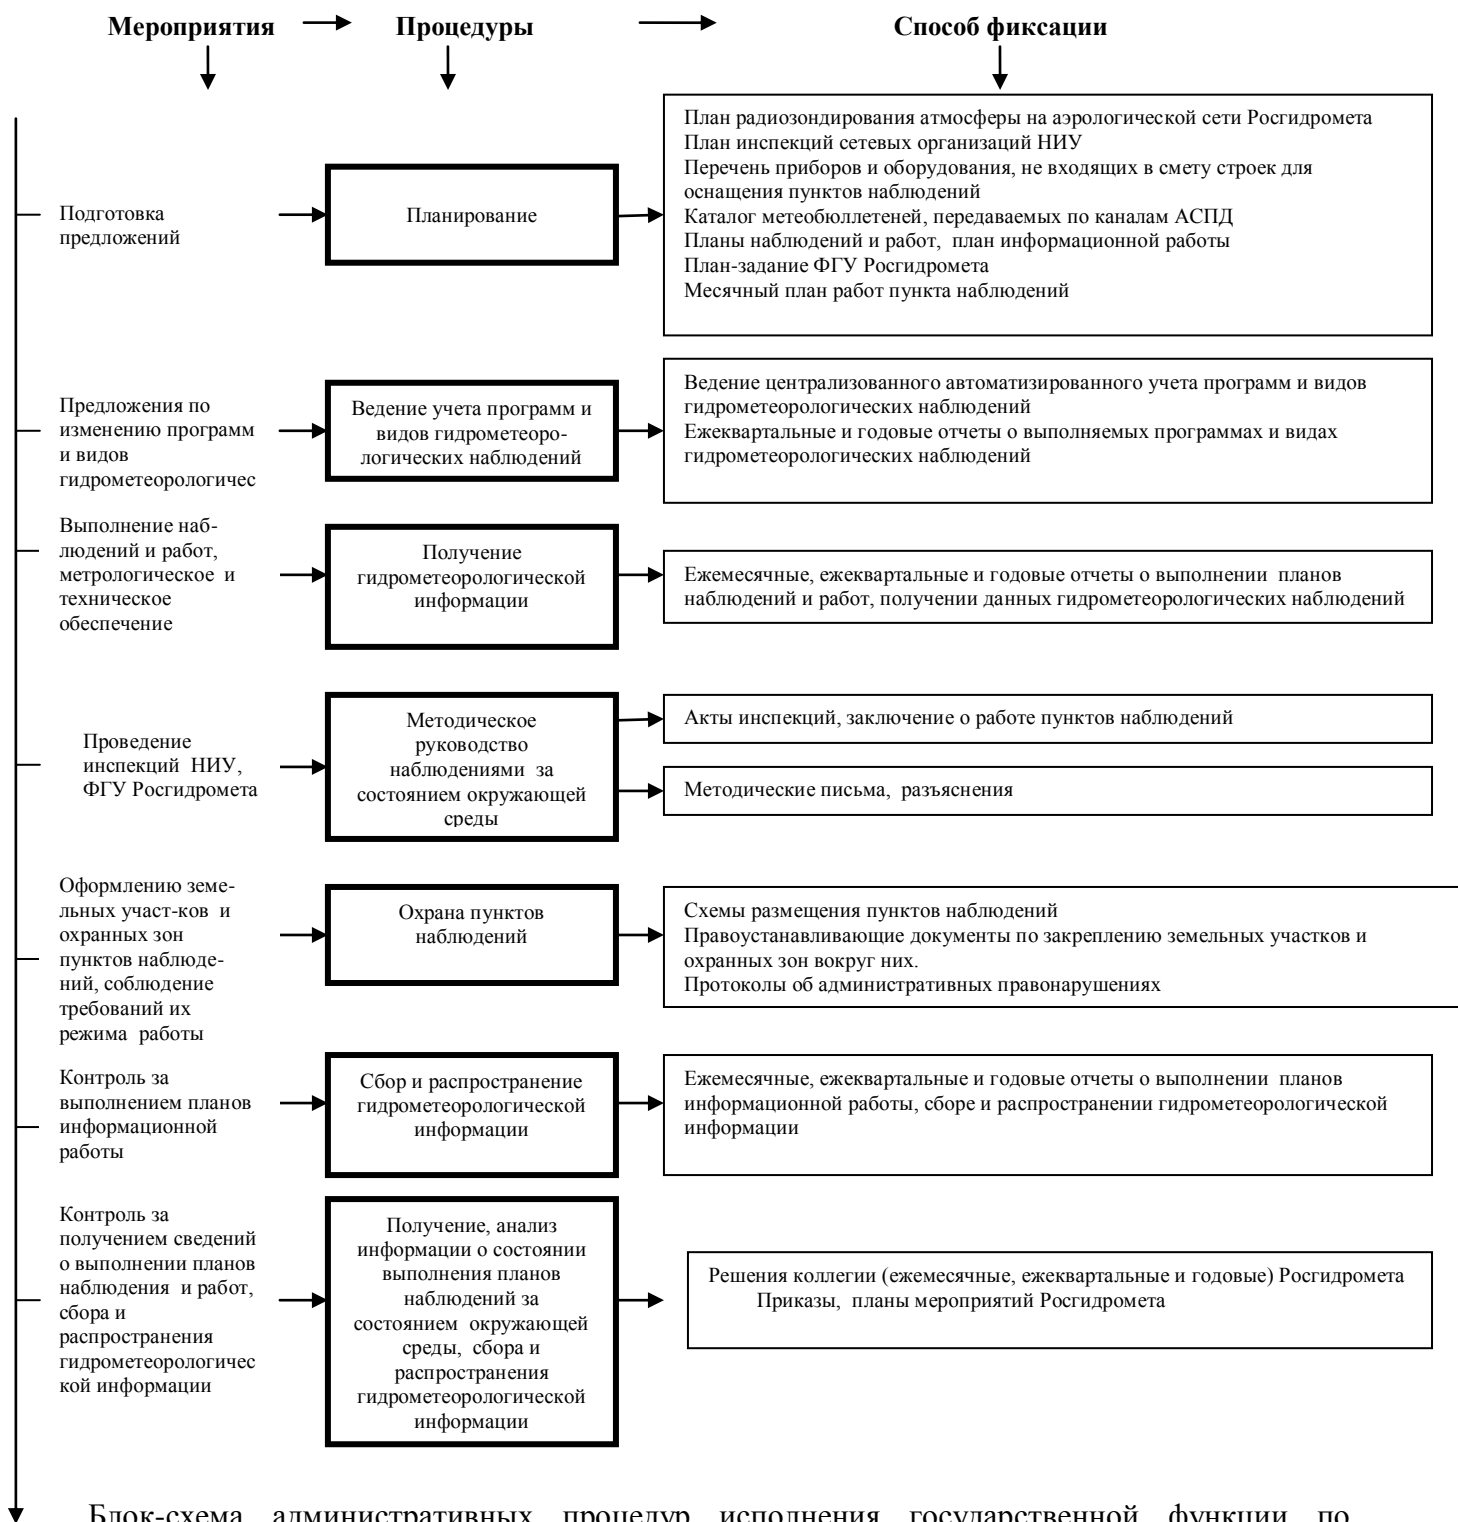 Мероприятия Процедуры Способ фиксации
Подготовка
предложений
Планирование
План радиозондирования атмосферы на аэрологической сети Росгидромета
План инспекций сетевых организаций НИУ
Перечень приборов и оборудования, не входящих в смету строек для
оснащения пунктов наблюдений
Каталог метеобюллетеней, передаваемых по каналам АСПД
Планы наблюдений и работ, план информационной работы
План-задание ФГУ Росгидромета
Месячный план работ пункта наблюдений
Предложения по
изменению программ
и видов
гидрометеорологичес
Ведение учета программ и
видов гидрометеоро-
логических наблюдений
Ведение централизованного автоматизированного учета программ и видов
гидрометеорологических наблюдений
Ежеквартальные и годовые отчеты о выполняемых программах и видах
гидрометеорологических наблюдений
Выполнение наб-
людений и работ,
метрологическое и
техническое
обеспечение
Получение
гидрометеорологической
информации
Ежемесячные, ежеквартальные и годовые отчеты о выполнении планов
наблюдений и работ, получении данных гидрометеорологических наблюдений
Проведение
инспекций НИУ,
ФГУ Росгидромета
Методическое
руководство
наблюдениями за
состоянием окружающей
среды
Акты инспекций, заключение о работе пунктов наблюдений
Методические письма, разъяснения
Оформлению земе-
льных участ-ков и
охранных зон
пунктов наблюде-
ний, соблюдение
требований их
режима работы
Охрана пунктов
наблюдений
Схемы размещения пунктов наблюдений
Правоустанавливающие документы по закреплению земельных участков и
охранных зон вокруг них.
Протоколы об административных правонарушениях
Контроль за
выполнением планов
информационной
работы
Сбор и распространение
гидрометеорологической
информации
Ежемесячные, ежеквартальные и годовые отчеты о выполнении планов
информационной работы, сборе и распространении гидрометеорологической
информации
Контроль за
получением сведений
о выполнении планов
наблюдения и работ,
сбора и
распространения
гидрометеорологичес
кой информации
Получение, анализ
информации о состоянии
выполнения планов
наблюдений за
состоянием окружающей
среды, сбора и
распространения
гидрометеорологической
информации
Решения коллегии (ежемесячные, ежеквартальные и годовые) Росгидромета
Приказы, планы мероприятий Росгидромета
Блок-схема административных процедур исполнения государственной функции по